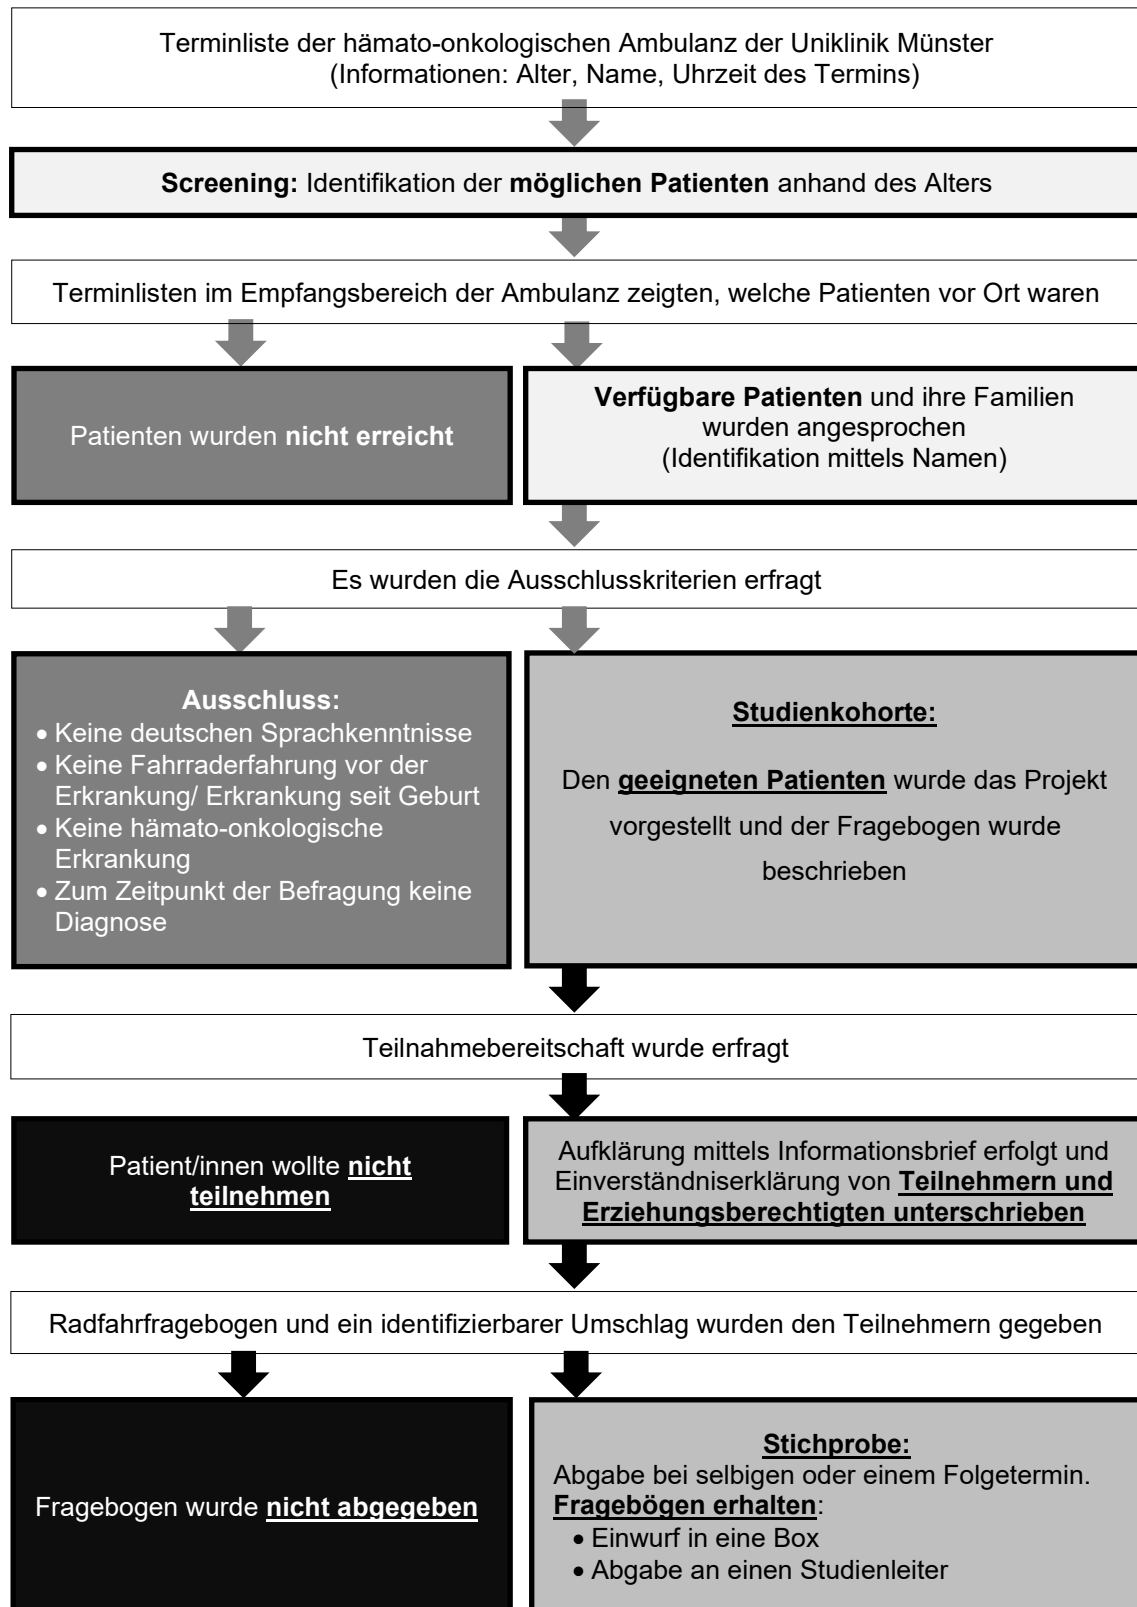 Terminliste der hämato-onkologischen Ambulanz der Uniklinik Münster
(Informationen: Alter, Name, Uhrzeit des Termins)
Screening: Identifikation der möglichen Patienten anhand des Alters
Terminlisten im Empfangsbereich der Ambulanz zeigten, welche Patienten vor Ort waren
Patienten wurden nicht erreicht
Verfügbare Patienten und ihre Familien
wurden angesprochen
(Identifikation mittels Namen)
Es wurden die Ausschlusskriterien erfragt
Ausschluss:
• Keine deutschen Sprachkenntnisse
• Keine Fahrraderfahrung vor der
Erkrankung/ Erkrankung seit Geburt
• Keine hämato-onkologische
Erkrankung
• Zum Zeitpunkt der Befragung keine
Diagnose
Studienkohorte:
Den geeigneten Patienten wurde das Projekt
vorgestellt und der Fragebogen wurde
beschrieben
Teilnahmebereitschaft wurde erfragt
Patient/innen wollte nicht
teilnehmen
Aufklärung mittels Informationsbrief erfolgt und
Einverständniserklärung von Teilnehmern und
Erziehungsberechtigten unterschrieben
Radfahrfragebogen und ein identifizierbarer Umschlag wurden den Teilnehmern gegeben
Fragebogen wurde nicht abgegeben
Stichprobe:
Abgabe bei selbigen oder einem Folgetermin.
Fragebögen erhalten:
• Einwurf in eine Box
• Abgabe an einen Studienleiter